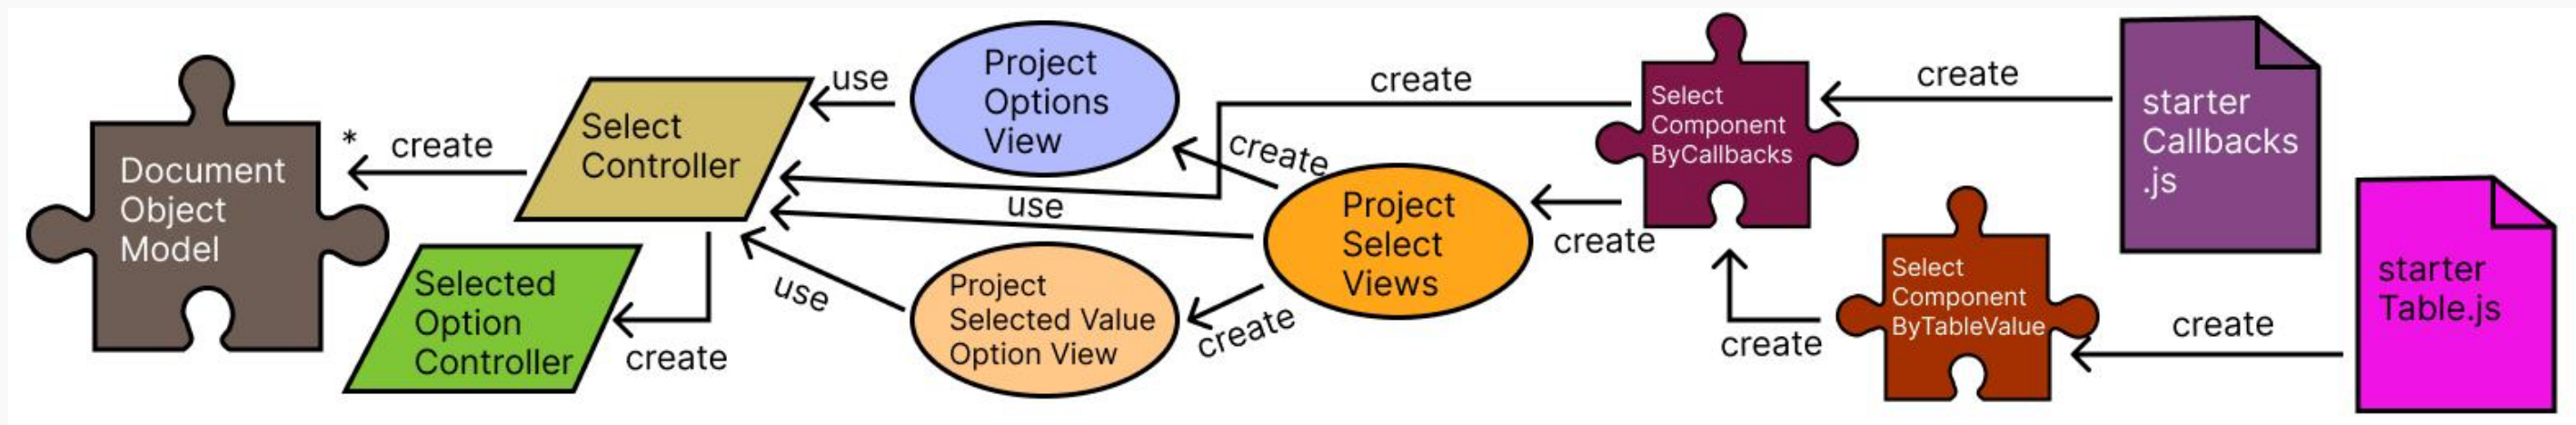 Document
Object
Model
*
create
Select
Controller
Selected
Option
Controller
create
use
Project
Options
View
use
use
Project
Selected Value
Option View
create
create
create
Project
Select
Views
create
Select
Component
ByCallbacks
create
starter
Callbacks
.js
create
Select
Component
ByTableValue
create
starter
Table.js